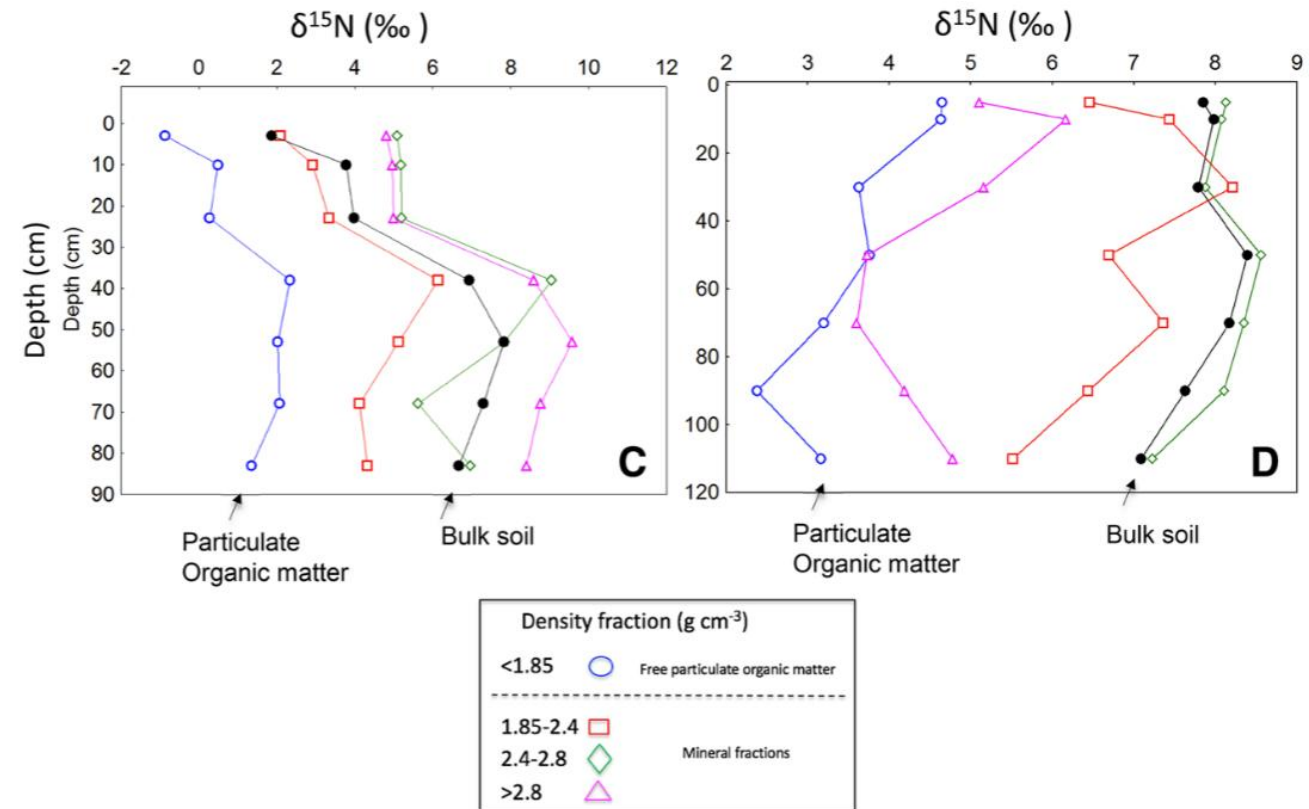 δ¹⁵N (‰ )
-2 0 2 4 6 8 10 12
Depth (cm)
Depth (cm)
0
10
20
30
40
50
60
70
80
90
C
Particulate
Organic matter
Bulk soil
δ¹⁵N (‰ )
2 3 4 5 6 7 8 9
0
20
40
60
80
100
120
D
Particulate
Organic matter
Bulk soil
Density fraction (g cm⁻³)
<1.85 Free particulate organic matter
1.85-2.4
2.4-2.8 Mineral fractions
>2.8